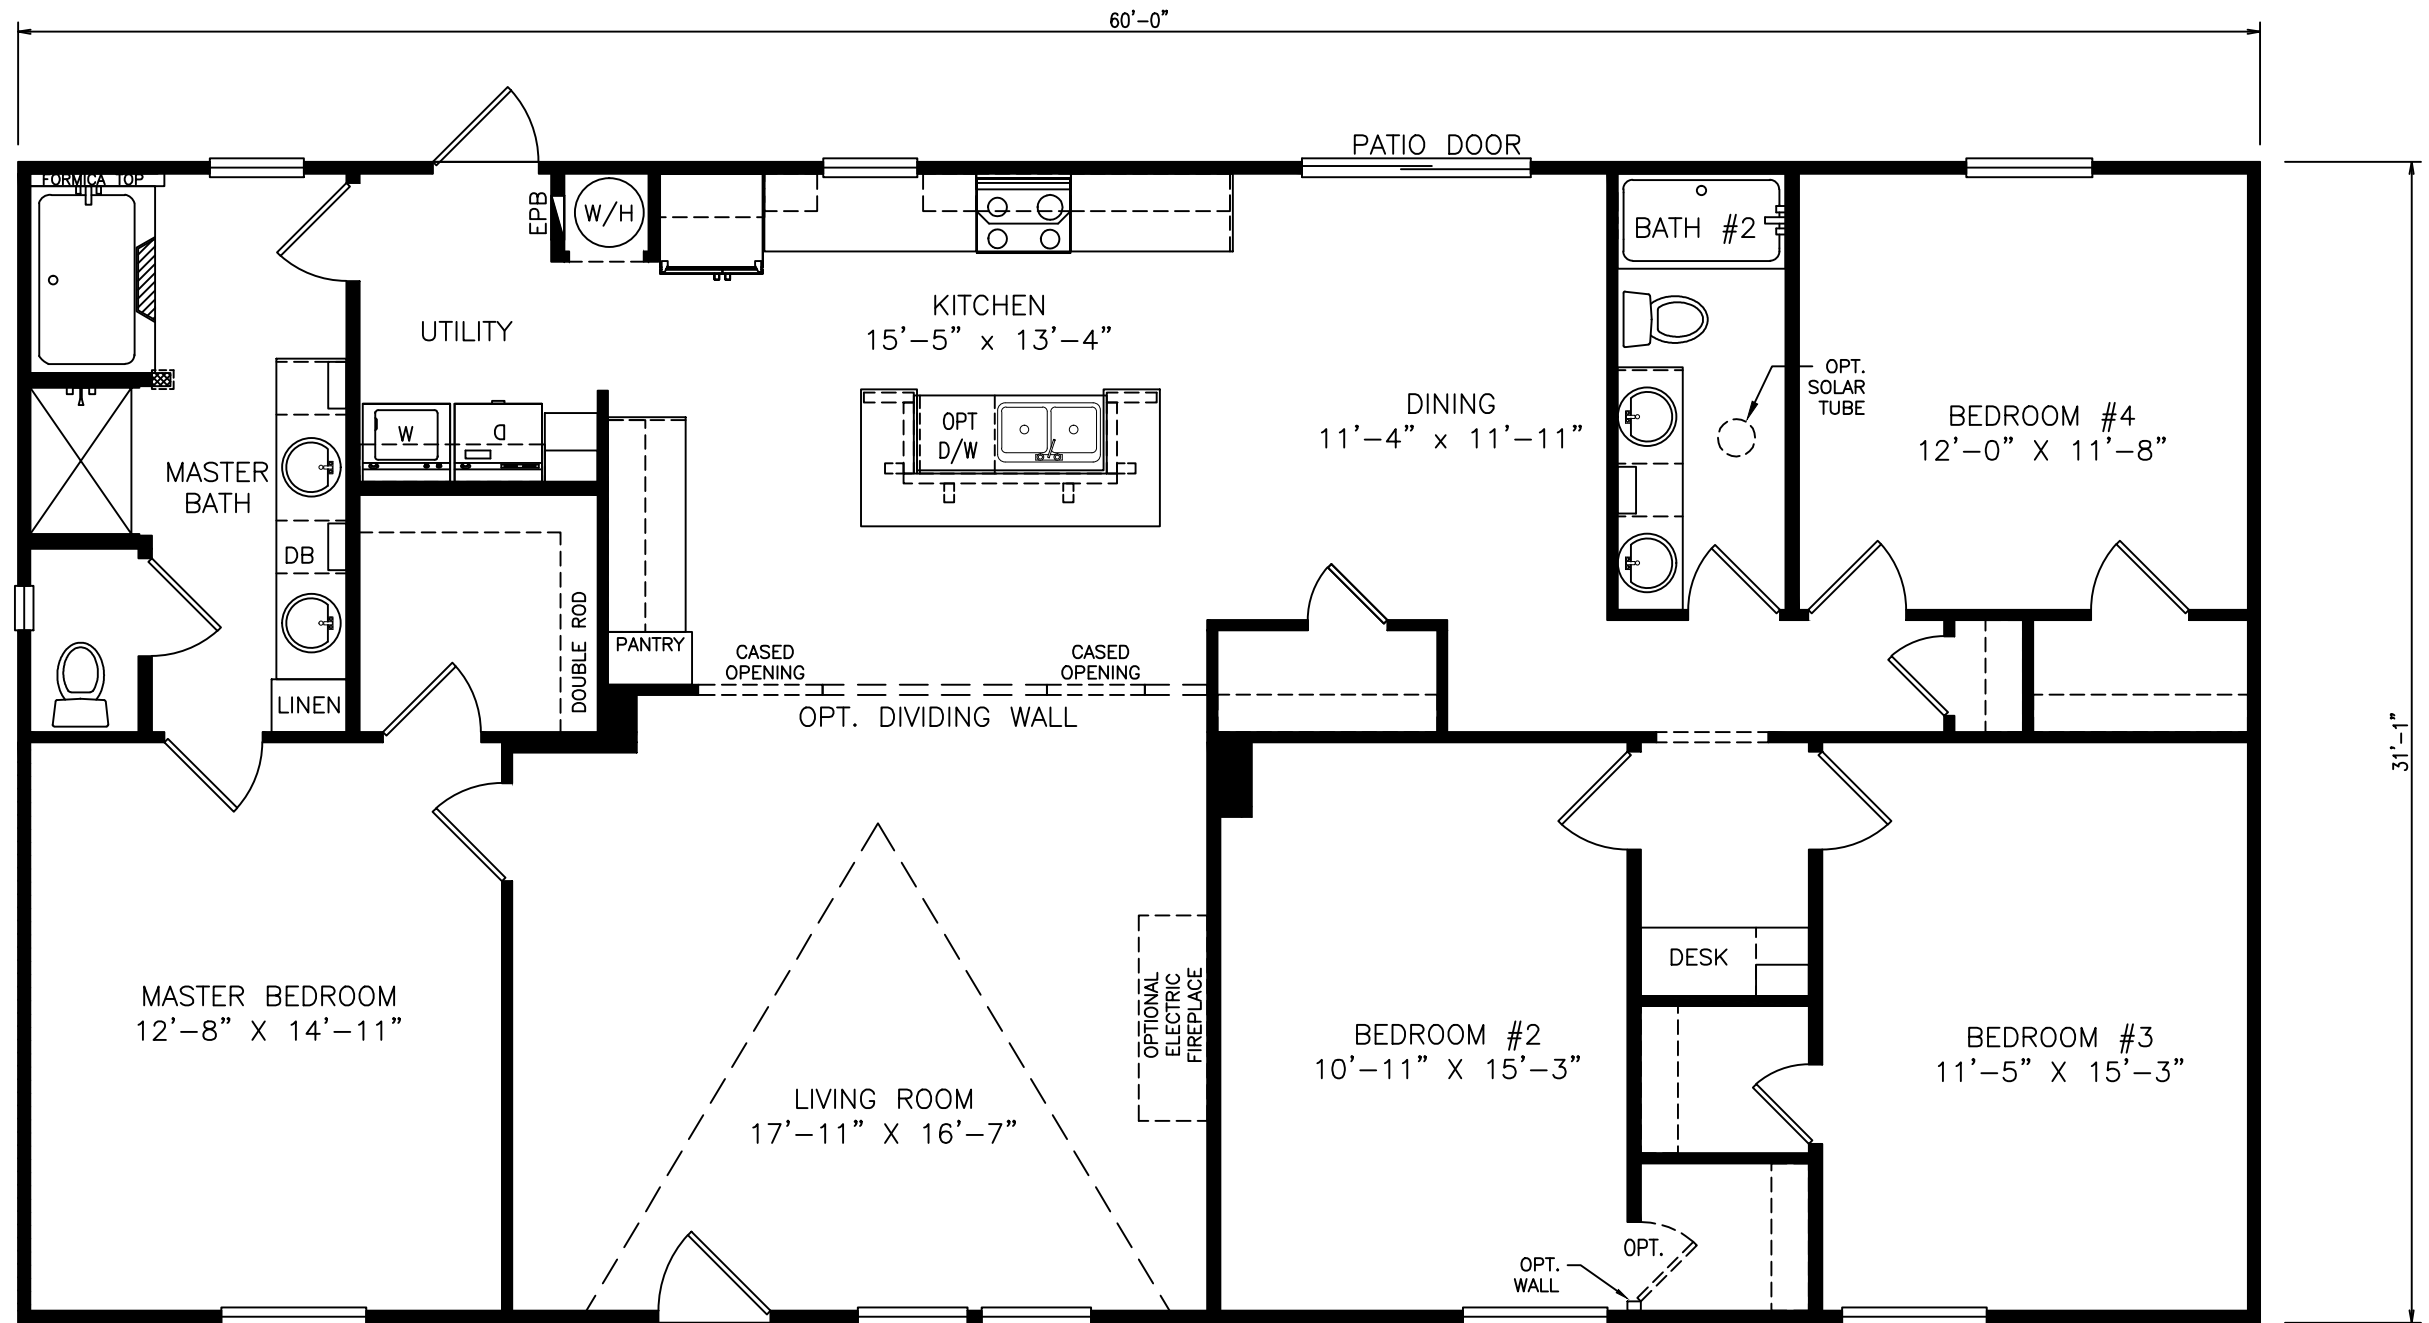 60'-0"
PATIO DOOR
FORMICA TOP
EPB
W/H
BATH #2
KITCHEN
15'-5" x 13'-4"
UTILITY
OPT.
SOLAR
TUBE
DINING
11'-4" x 11'-11"
BEDROOM #4
12'-0" X 11'-8"
W
D
OPT
D/W
MASTER
BATH
DB
DOUBLE ROD
PANTRY
CASED
OPENING
CASED
OPENING
LINEN
OPT. DIVIDING WALL
31'-1"
DESK
MASTER BEDROOM
12'-8" X 14'-11"
OPTIONAL
ELECTRIC
FIREPLACE
BEDROOM #2
10'-11" X 15'-3"
BEDROOM #3
11'-5" X 15'-3"
LIVING ROOM
17'-11" X 16'-7"
OPT.
OPT.
WALL